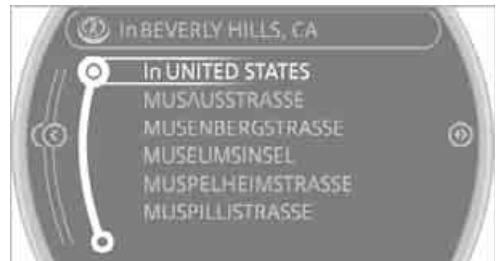 In BEVERLY HILLS, CA
In UNITED STATES
MUSAUSSTRASSE
MUSENBERGSTRASSE
MUSEUMSINSEL
MUSPELHEIMSTRASSE
MUSPILLISTRASSE